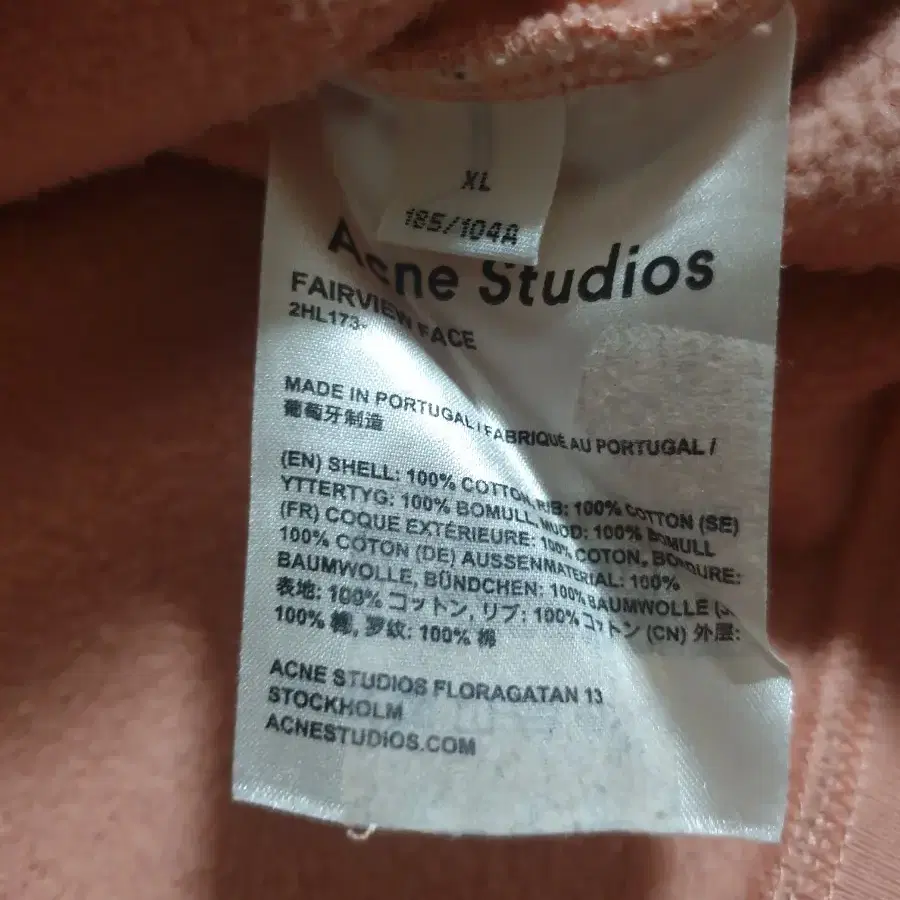 XL
185/104A
Acne Studios
FAIRVIEW FACE
2HL173-
MADE IN PORTUGAL / FABRIQUÉ AU PORTUGAL /
葡萄牙制造
(EN) SHELL: 100% COTTON, RIB: 100% COTTON (SE)
YTTERTYG: 100% BOMULL, MUDD: 100% BOMULL
(FR) COQUE EXTÉRIEURE: 100% COTON, BORDURE:
100% COTON (DE) AUSSENMATERIAL: 100%
BAUMWOLLE, BÜNDCHEN: 100% BAUMWOLLE
表地: 100% コットン, リブ: 100% コットン (CN) 外层:
100% 棉, 罗纹: 100% 棉
ACNE STUDIOS FLORAGATAN 13
STOCKHOLM
ACNESTUDIOS.COM